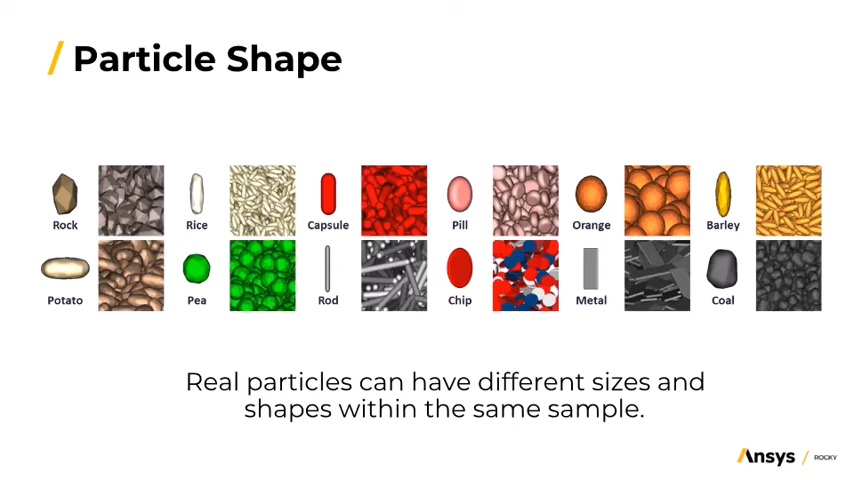 / Particle Shape
Rock Rice Capsule Pill Orange Barley
Potato Pea Rod Chip Metal Coal
Real particles can have different sizes and
shapes within the same sample.
Ansys / ROCKY